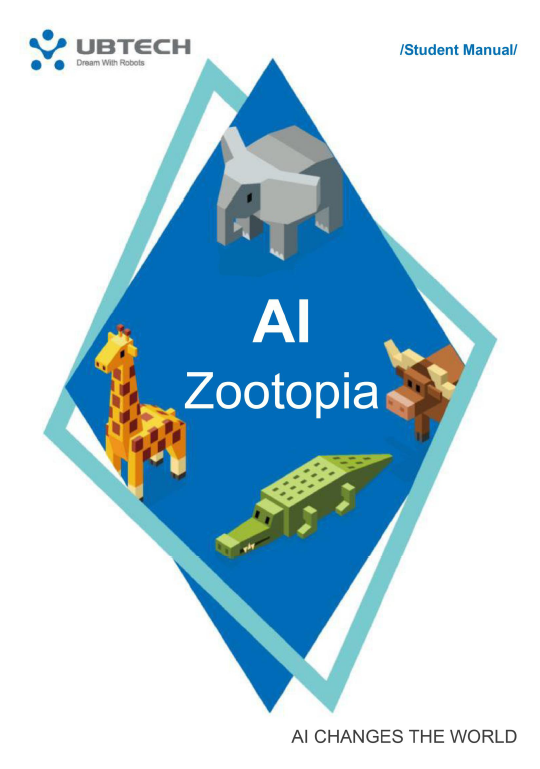 UBTECH
Dream With Robots
/Student Manual/
AI
Zootopia
AI CHANGES THE WORLD